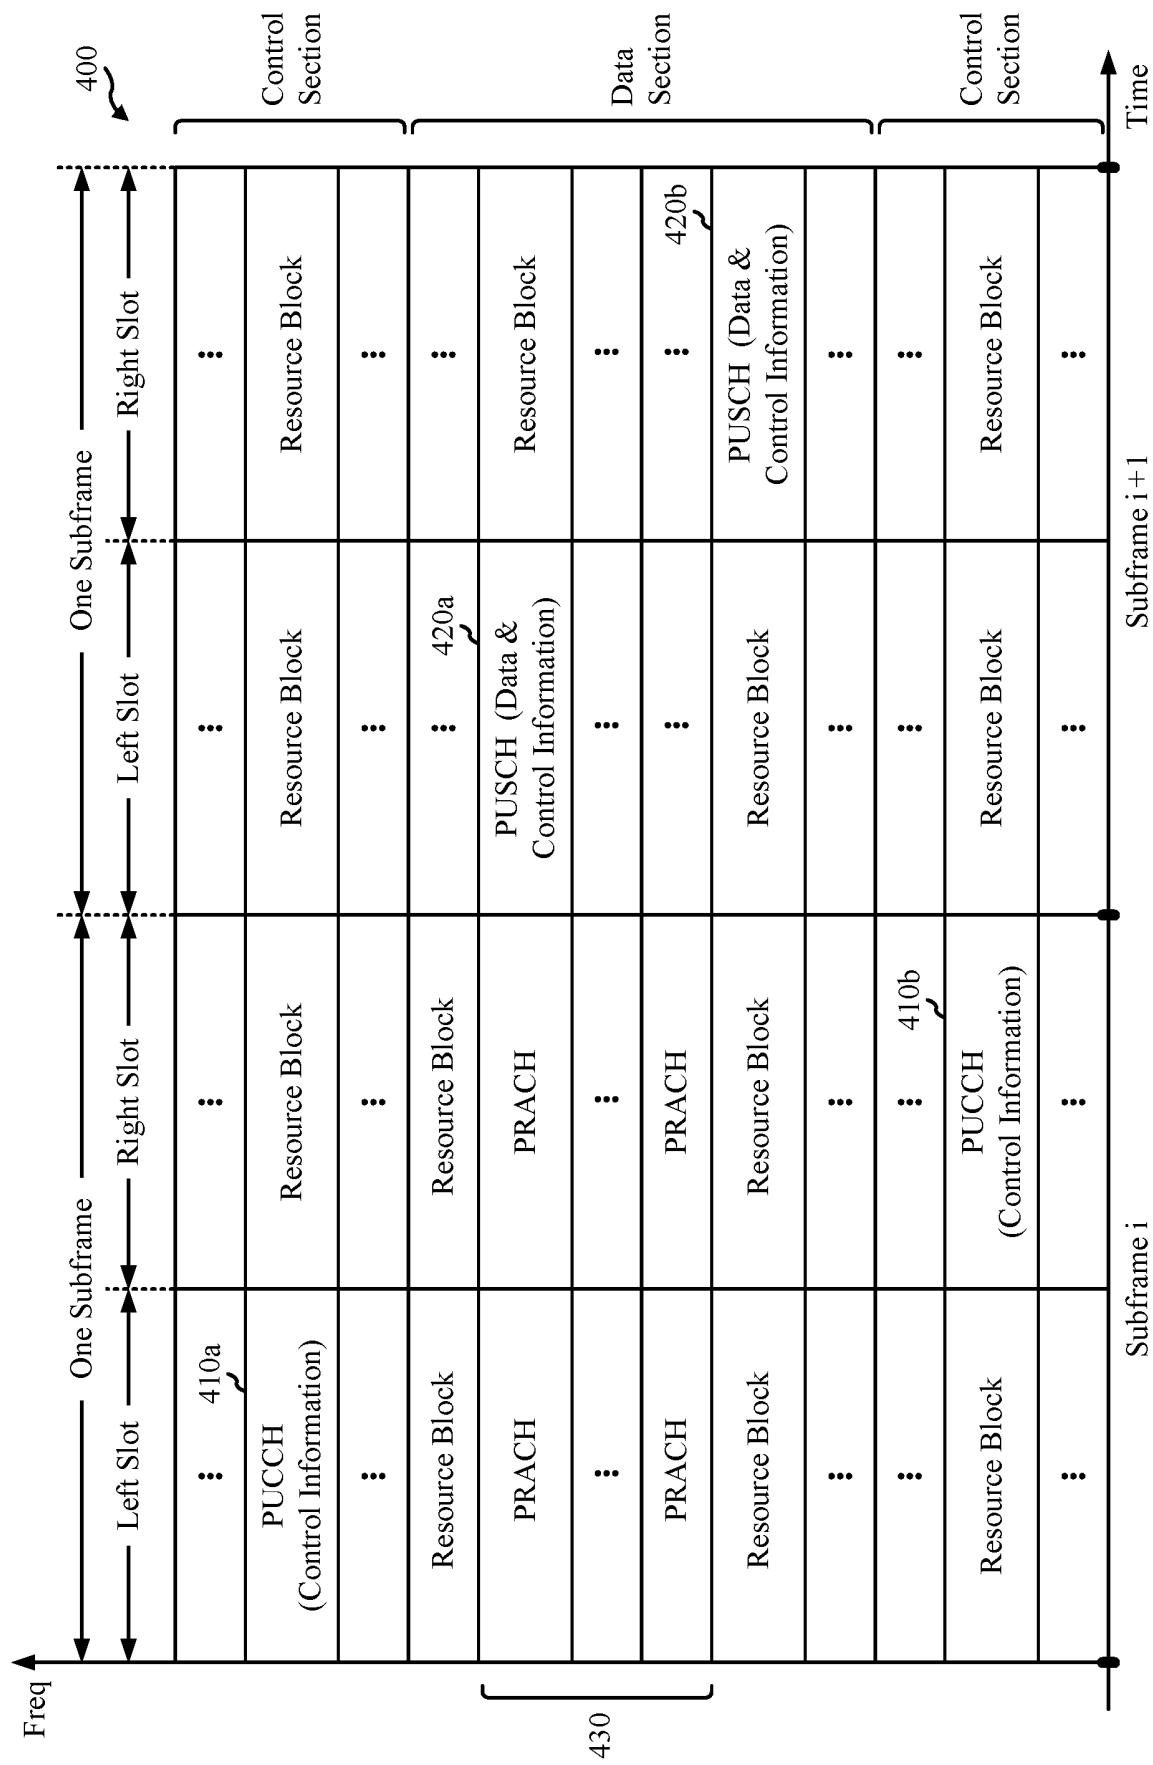 400
One Subframe
One Subframe
Left Slot
Right Slot
Left Slot
Right Slot
Freq
Control
Section
Data
Section
Control
Section
...
410a
...
...
...
PUCCH
(Control Information)
Resource Block
Resource Block
Resource Block
...
...
...
...
Resource Block
Resource Block
...
420a
...
430
PRACH
PRACH
PUSCH (Data &
Control Information)
Resource Block
...
...
...
...
PRACH
PRACH
...
...
420b
Resource Block
Resource Block
Resource Block
PUSCH (Data &
Control Information)
...
...
...
...
...
...
410b
...
...
Resource Block
PUCCH
(Control Information)
Resource Block
Resource Block
...
...
...
...
Time
Subframe i
Subframe i + 1